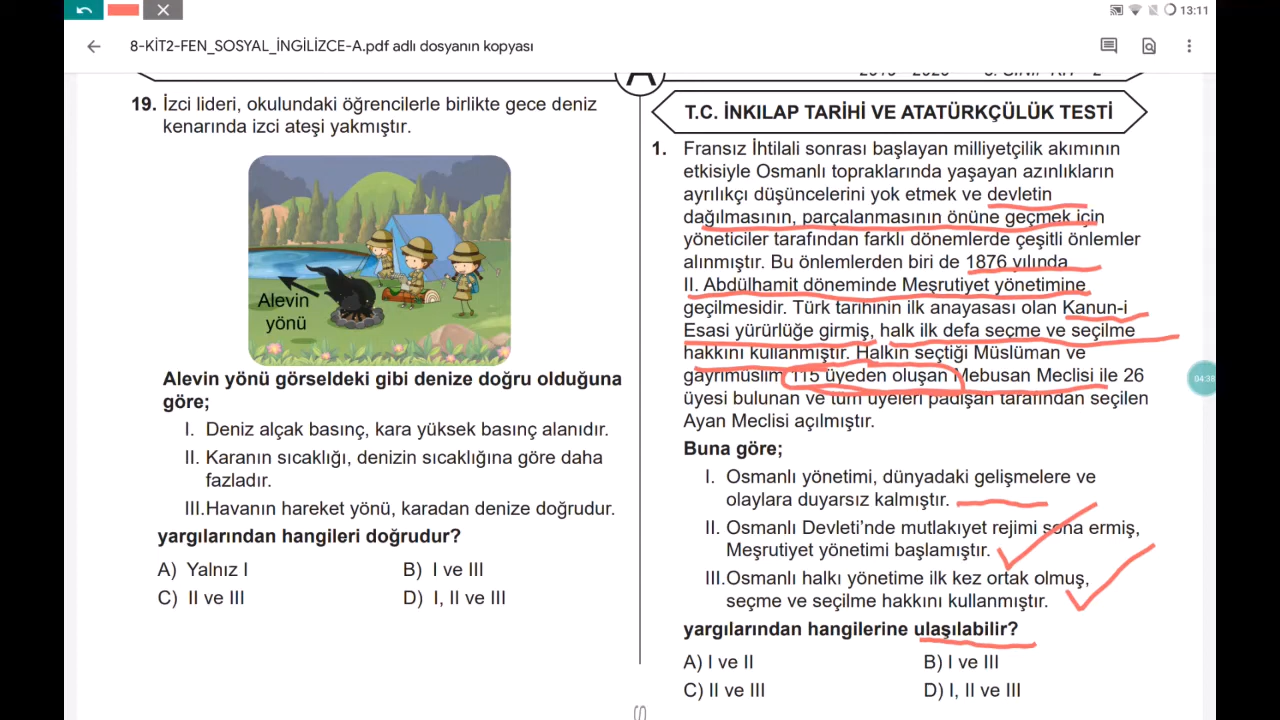 13:11
8-KİT2-FEN_SOSYAL_İNGİLİZCE-A.pdf adlı dosyanın kopyası
A
19. İzci lideri, okulundaki öğrencilerle birlikte gece deniz
kenarında izci ateşi yakmıştır.
Alevin
yönü
Alevin yönü görseldeki gibi denize doğru olduğuna
göre;
I. Deniz alçak basınç, kara yüksek basınç alanıdır.
II. Karanın sıcaklığı, denizin sıcaklığına göre daha
fazladır.
III.Havanın hareket yönü, karadan denize doğrudur.
yargılarından hangileri doğrudur?
A) Yalnız I B) I ve III
C) II ve III D) I, II ve III
T.C. İNKILAP TARİHİ VE ATATÜRKÇÜLÜK TESTİ
1. Fransız İhtilali sonrası başlayan milliyetçilik akımının
etkisiyle Osmanlı topraklarında yaşayan azınlıkların
ayrılıkçı düşüncelerini yok etmek ve devletin
dağılmasının, parçalanmasının önüne geçmek için
yöneticiler tarafından farklı dönemlerde çeşitli önlemler
alınmıştır. Bu önlemlerden biri de 1876 yılında
II. Abdülhamit döneminde Meşrutiyet yönetimine
geçilmesidir. Türk tarihinin ilk anayasası olan Kanun-i
Esasi yürürlüğe girmiş, halk ilk defa seçme ve seçilme
hakkını kullanmıştır. Halkın seçtiği Müslüman ve
gayrimüslim 115 üyeden oluşan Mebusan Meclisi ile 26
üyesi bulunan ve tüm üyeleri padişah tarafından seçilen
Ayan Meclisi açılmıştır.
04:38
Buna göre;
I. Osmanlı yönetimi, dünyadaki gelişmelere ve
olaylara duyarsız kalmıştır.
II. Osmanlı Devleti’nde mutlakıyet rejimi sona ermiş,
Meşrutiyet yönetimi başlamıştır.
III.Osmanlı halkı yönetime ilk kez ortak olmuş,
seçme ve seçilme hakkını kullanmıştır.
yargılarından hangilerine ulaşılabilir?
A) I ve II B) I ve III
C) II ve III D) I, II ve III